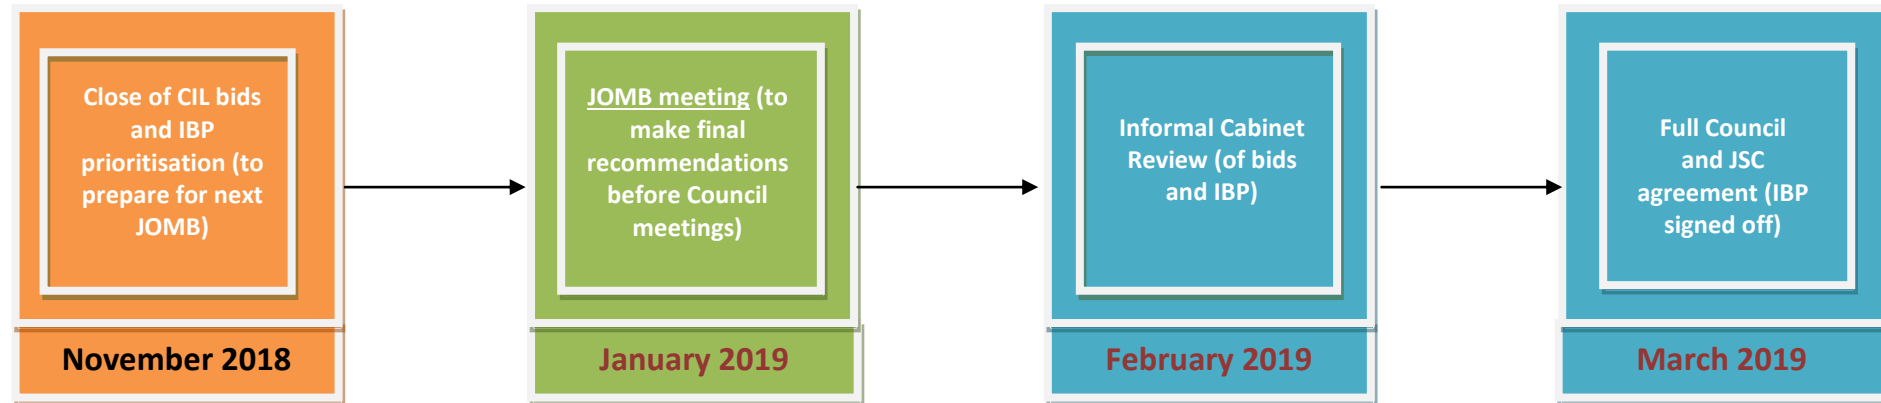 Close of CIL bids
and IBP
prioritisation (to
prepare for next
JOMB)
November 2018
JOMB meeting (to
make final
recommendations
before Council
meetings)
January 2019
Informal Cabinet
Review (of bids
and IBP)
February 2019
Full Council
and JSC
agreement (IBP
signed off)
March 2019